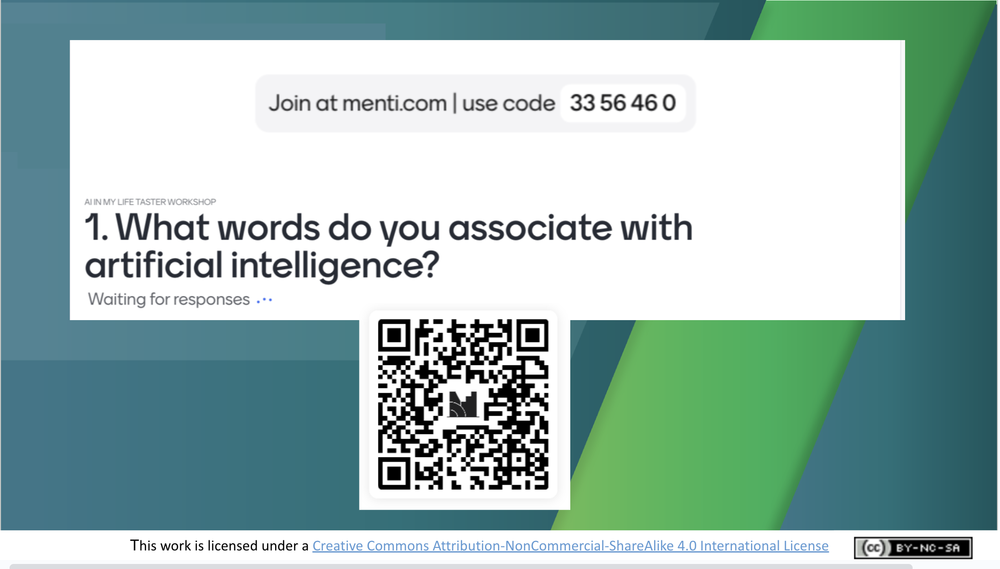 Join at menti.com | use code 33 56 46 0
AI IN MY LIFE TASTER WORKSHOP
1. What words do you associate with
artificial intelligence?
Waiting for responses
This work is licensed under a Creative Commons Attribution-NonCommercial-ShareAlike 4.0 International License
cc BY-NC-SA